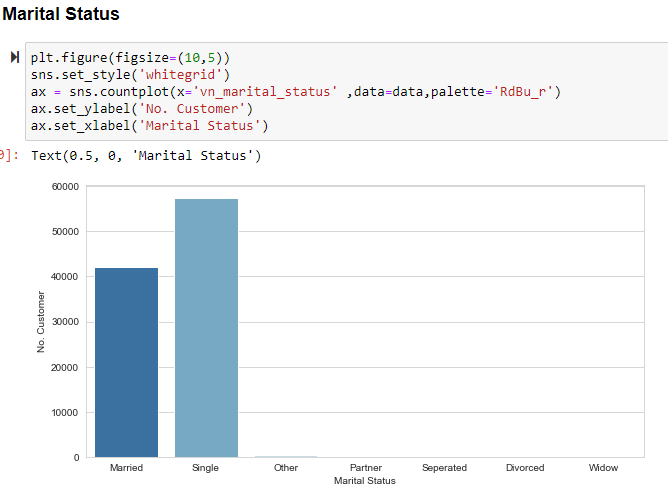 Marital Status
plt.figure(figsize=(10,5))
sns.set_style('whitegrid')
ax = sns.countplot(x='vn_marital_status' ,data=data,palette='RdBu_r')
ax.set_ylabel('No. Customer')
ax.set_xlabel('Marital Status')
]: Text(0.5, 0, 'Marital Status')
60000
50000
40000
30000
20000
10000
0
No. Customer
Married Single Other Partner Seperated Divorced Widow
Marital Status